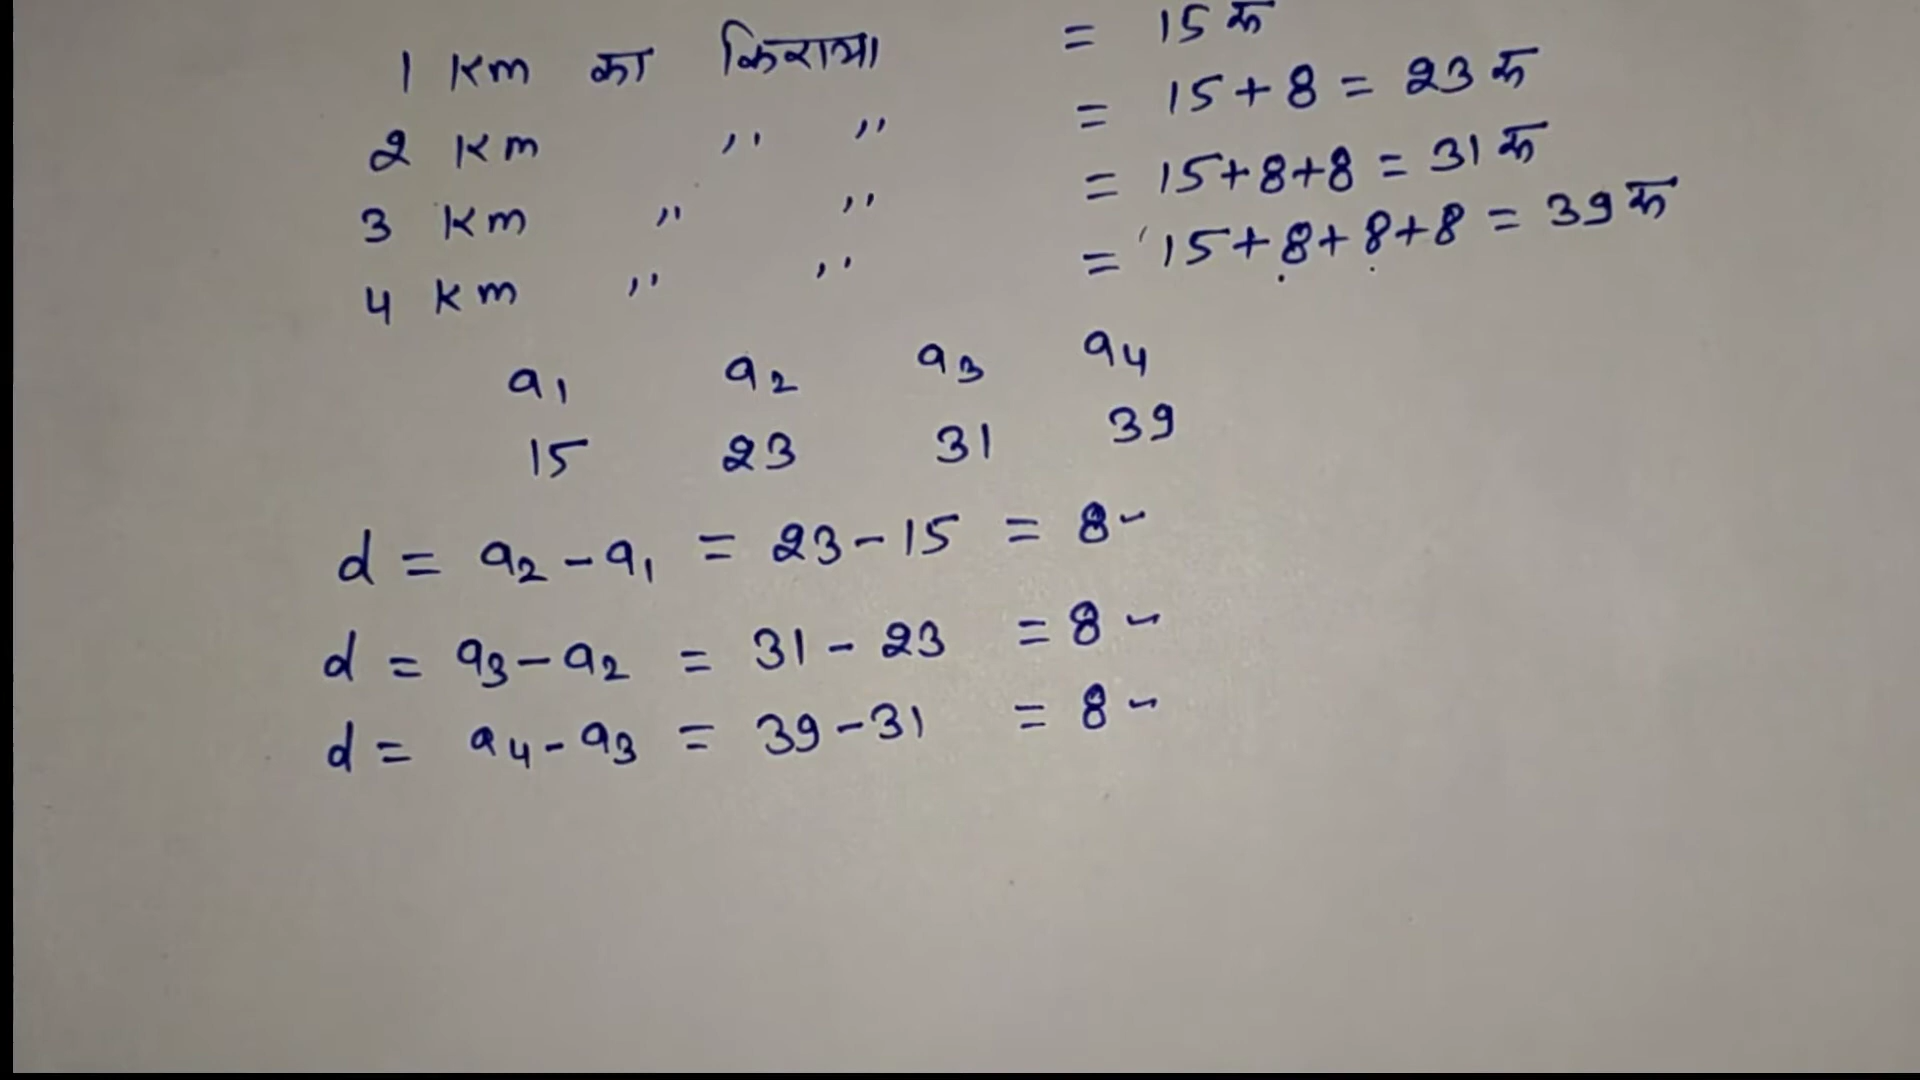 1 Km का किराया = 15 रु
2 Km ,, ,, = 15+8 = 23 रु
3 Km ,, ,, = 15+8+8 = 31 रु
4 Km ,, ,, = 15+8+8+8 = 39 रु
a1 a2 a3 a4
15 23 31 39
d = a2 - a1 = 23 - 15 = 8 -
d = a3 - a2 = 31 - 23 = 8 -
d = a4 - a3 = 39 - 31 = 8 -